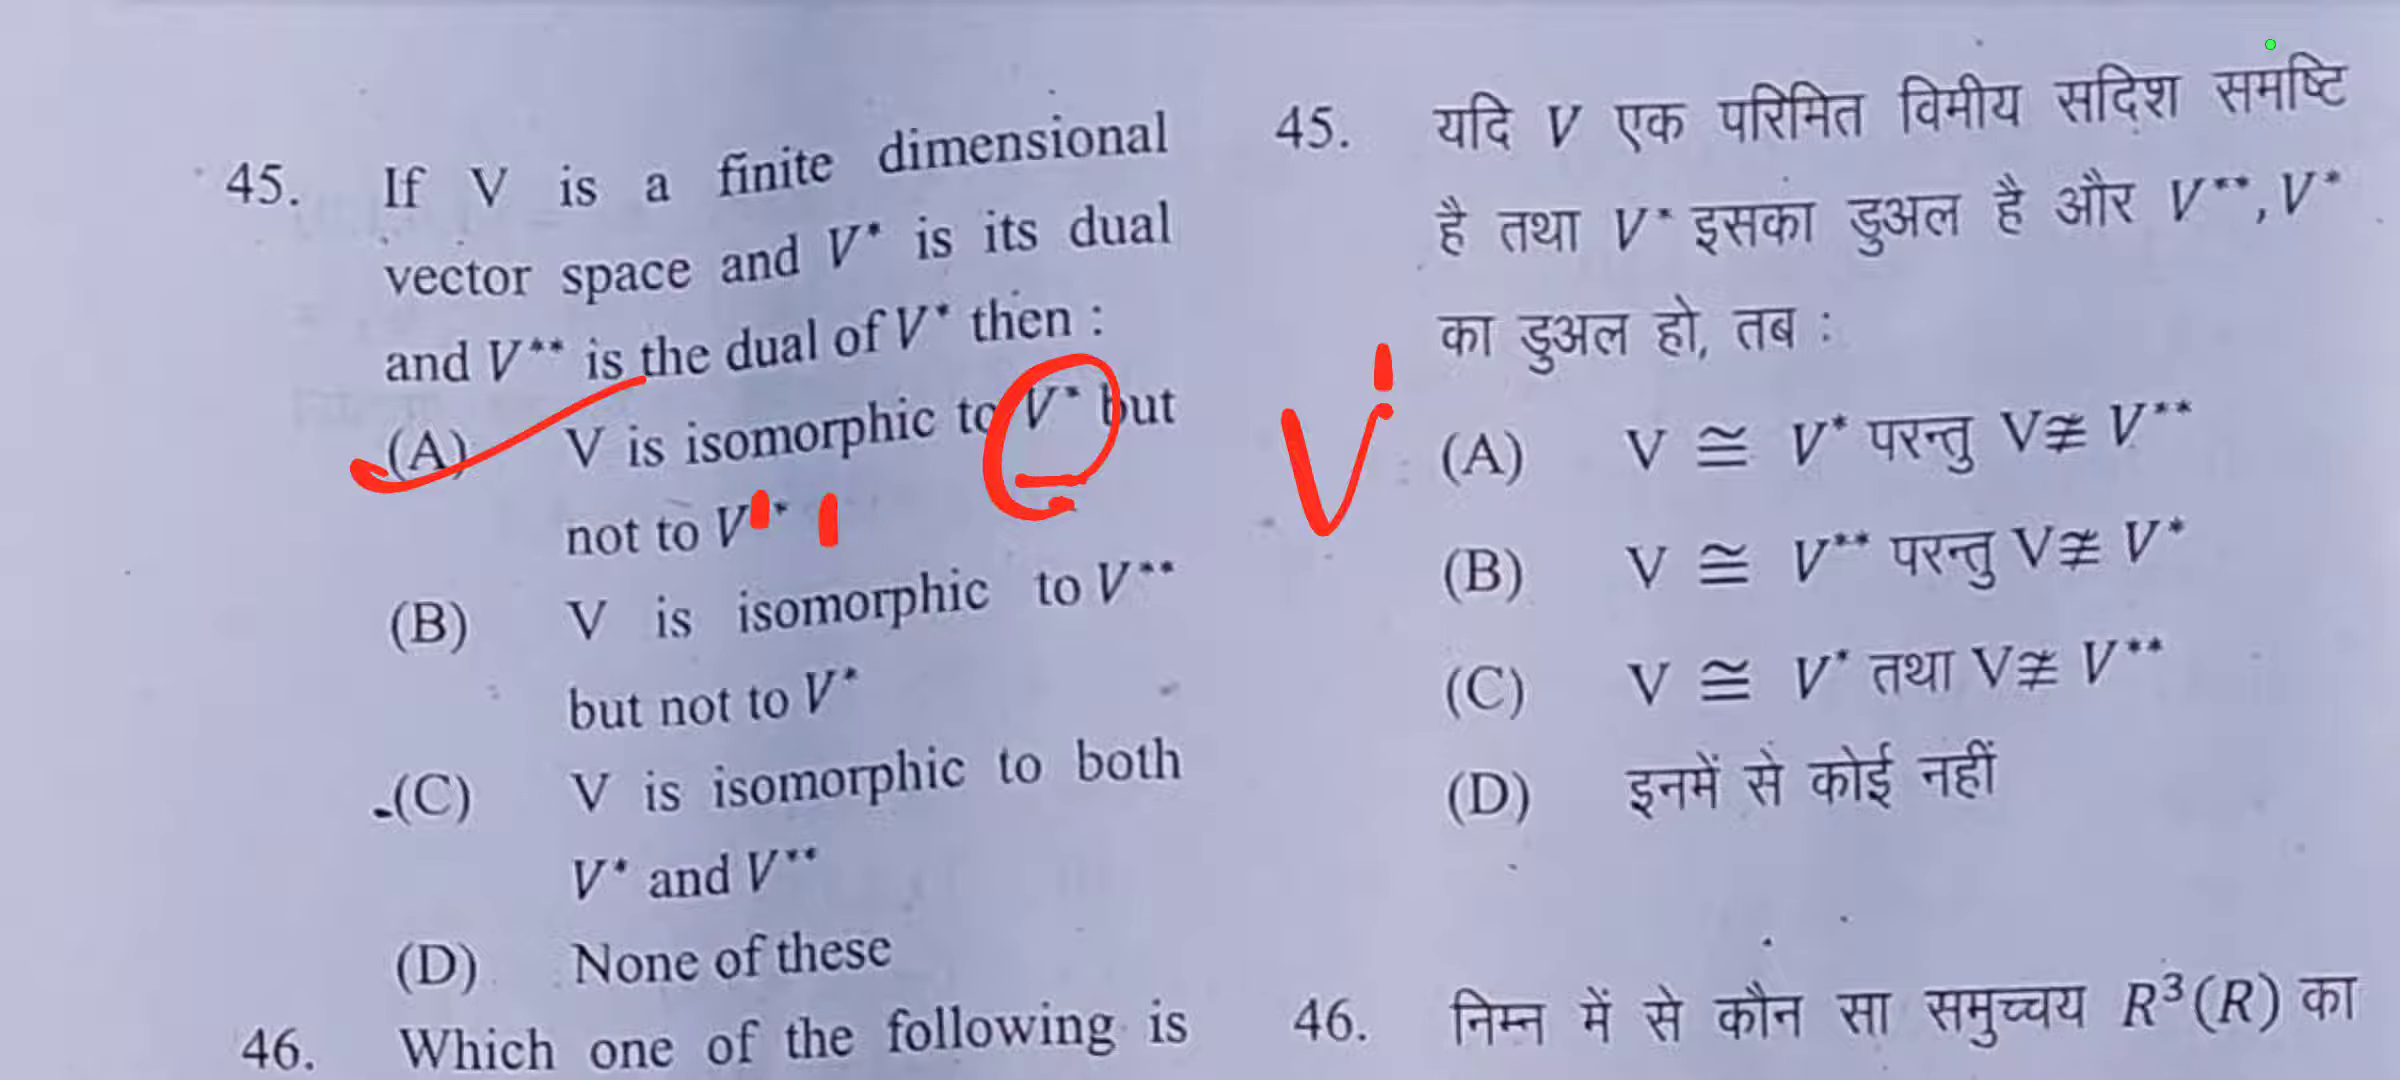 45. If V is a finite dimensional
vector space and V* is its dual
and V** is the dual of V* then :
(A) V is isomorphic to V* but
not to V**
(B) V is isomorphic to V**
but not to V*
(C) V is isomorphic to both
V* and V**
(D) None of these
46. Which one of the following is
45. यदि V एक परिमित विमीय सदिश समष्टि
है तथा V* इसका डुअल है और V**, V*
का डुअल हो, तब :
V'
(A) V ≅ V* परन्तु V≇ V**
(B) V ≅ V** परन्तु V≇ V*
(C) V ≅ V* तथा V≇ V**
(D) इनमें से कोई नहीं
46. निम्न में से कौन सा समुच्चय R³(R) का